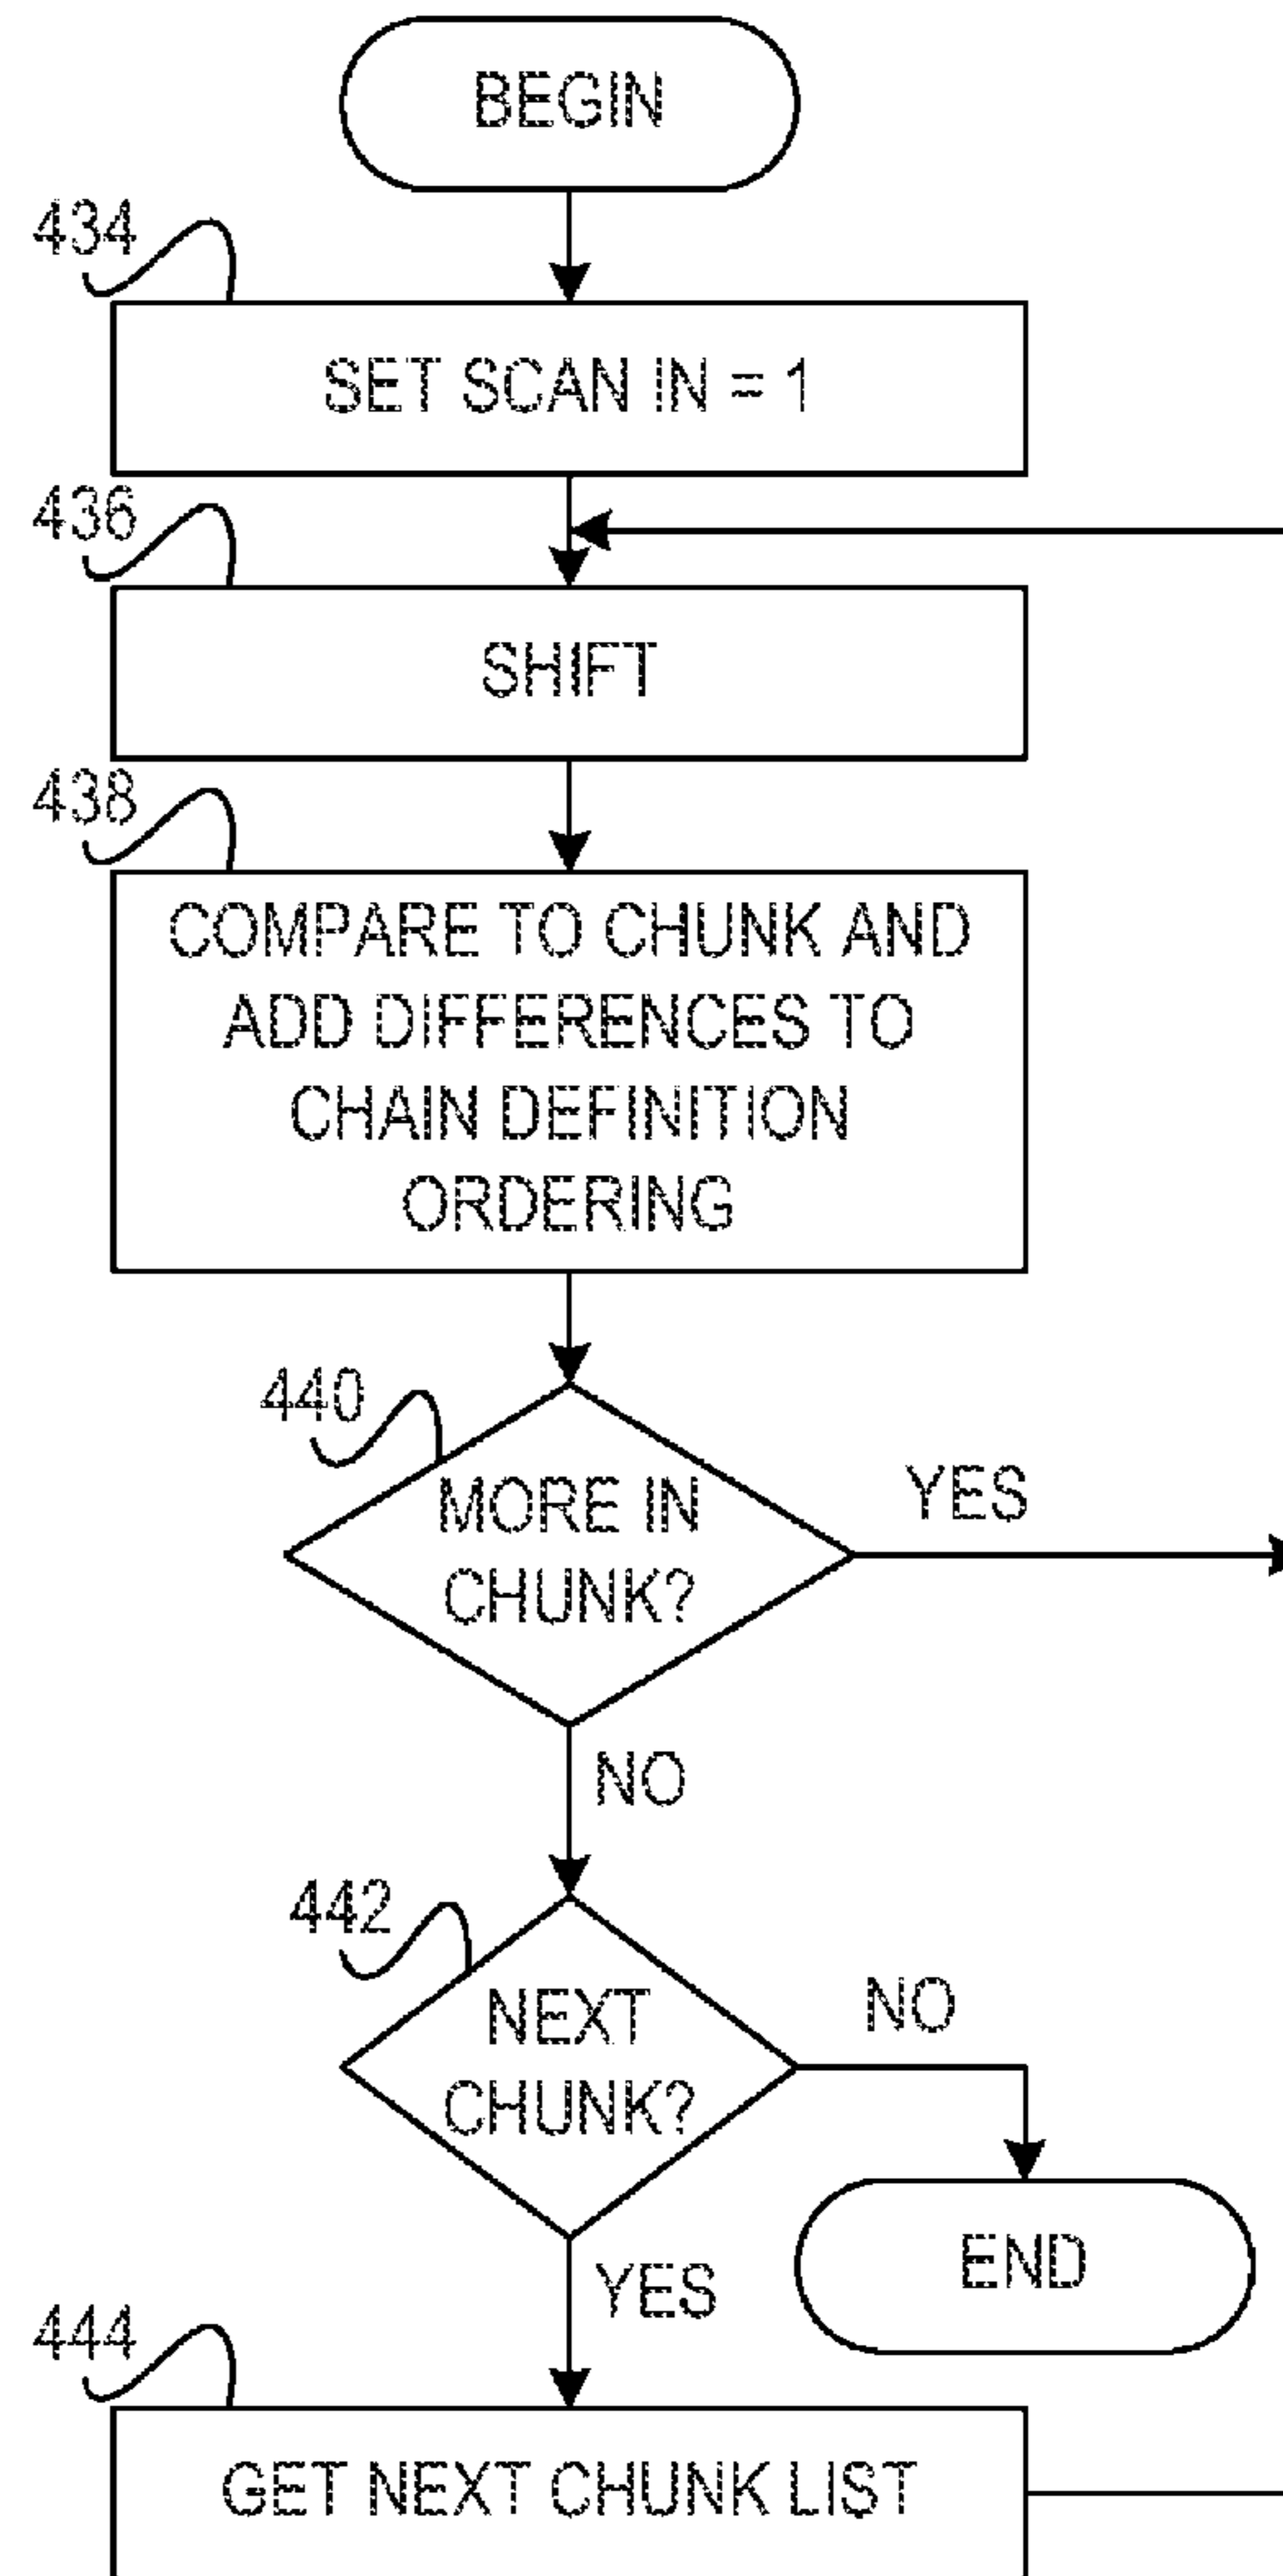 BEGIN
434
SET SCAN IN = 1
436
SHIFT
438
COMPARE TO CHUNK AND
ADD DIFFERENCES TO
CHAIN DEFINITION
ORDERING
440
MORE IN
CHUNK?
YES
NO
442
NEXT
CHUNK?
NO
END
YES
444
GET NEXT CHUNK LIST